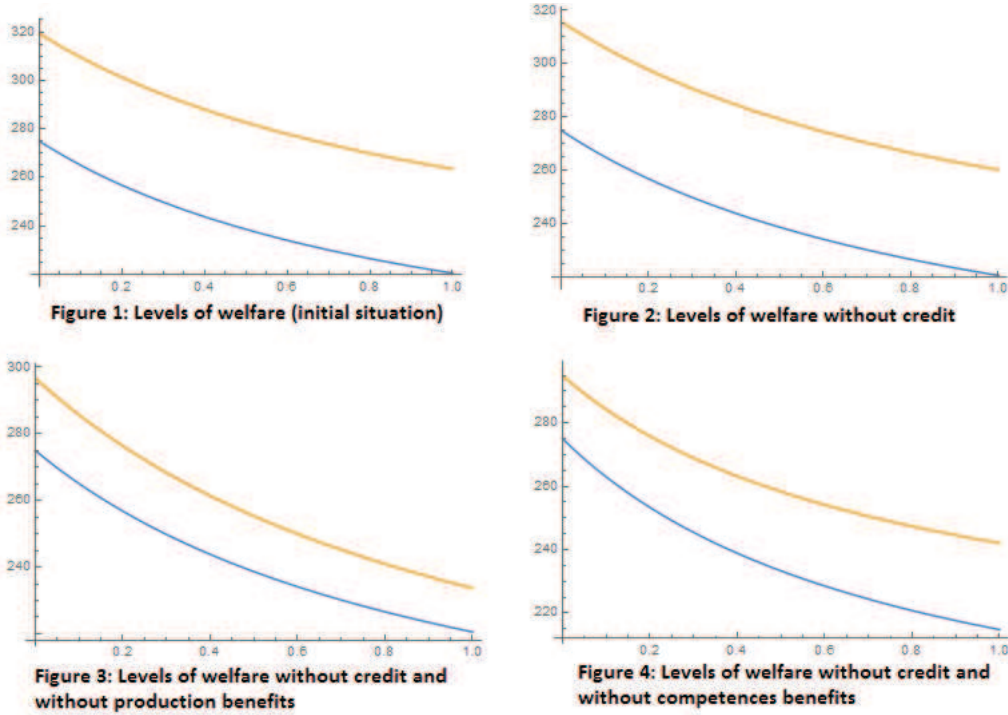 320
300
280
260
240
0.2 0.4 0.6 0.8 1.0
Figure 1: Levels of welfare (initial situation)
320
300
280
260
240
0.2 0.4 0.6 0.8 1.0
Figure 2: Levels of welfare without credit
300
280
260
240
0.2 0.4 0.6 0.8 1.0
Figure 3: Levels of welfare without credit and
without production benefits
280
260
240
220
0.2 0.4 0.6 0.8 1.0
Figure 4: Levels of welfare without credit and
without competences benefits